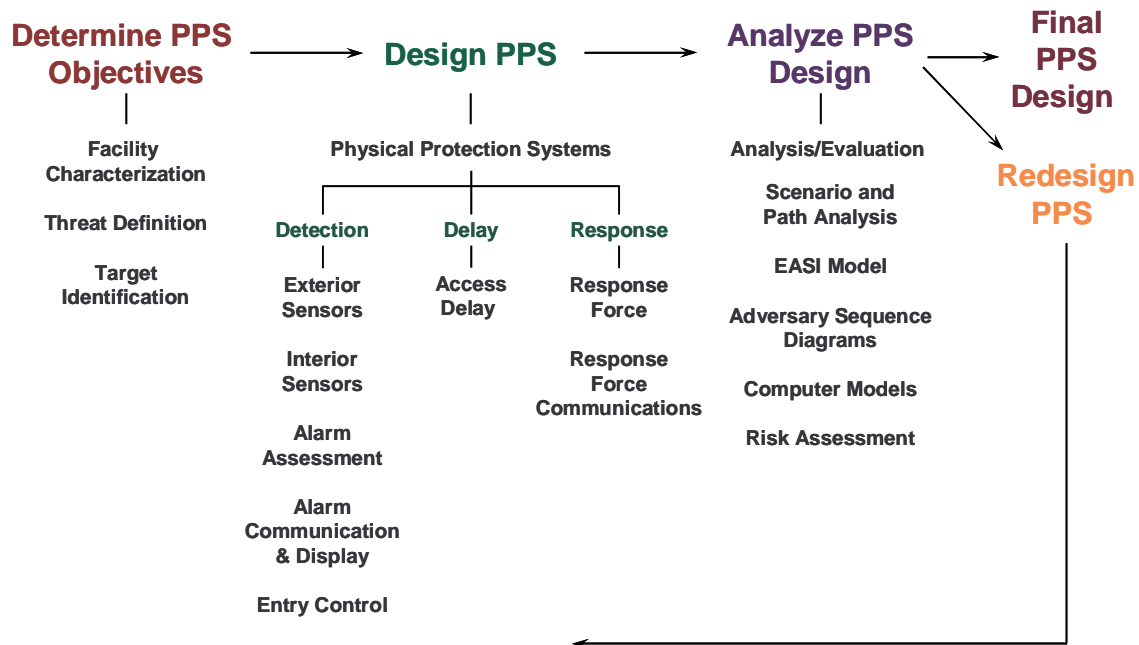 Determine PPS
Objectives
Design PPS
Analyze PPS
Design
Final
PPS
Design
Redesign
PPS
Facility
Characterization
Threat Definition
Target
Identification
Physical Protection Systems
Detection
Exterior
Sensors
Interior
Sensors
Alarm
Assessment
Alarm
Communication
& Display
Entry Control
Delay
Access
Delay
Response
Response
Force
Response
Force
Communications
Analysis/Evaluation
Scenario and
Path Analysis
EASI Model
Adversary Sequence
Diagrams
Computer Models
Risk Assessment